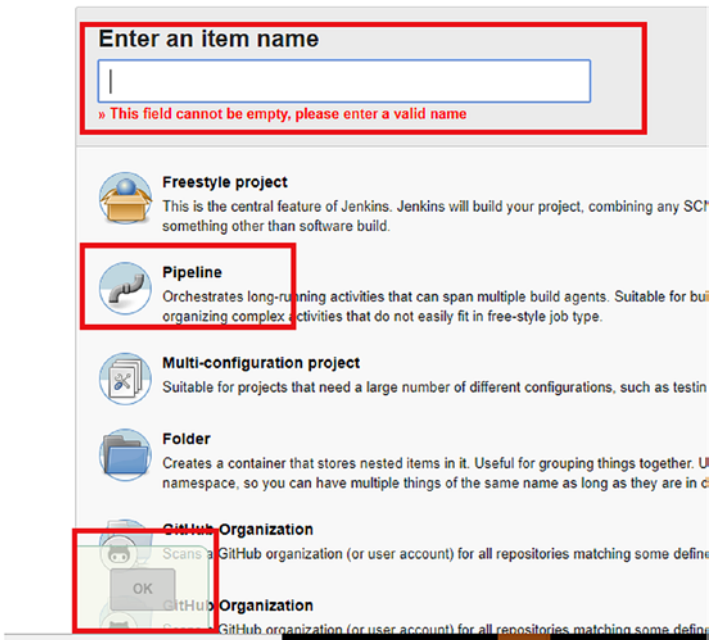 Enter an item name
» This field cannot be empty, please enter a valid name
Freestyle project
This is the central feature of Jenkins. Jenkins will build your project, combining any SCM
something other than software build.
Pipeline
Orchestrates long-running activities that can span multiple build agents. Suitable for bui
organizing complex activities that do not easily fit in free-style job type.
Multi-configuration project
Suitable for projects that need a large number of different configurations, such as testin
Folder
Creates a container that stores nested items in it. Useful for grouping things together. U
namespace, so you can have multiple things of the same name as long as they are in d
GitHub Organization
Scans a GitHub organization (or user account) for all repositories matching some define
OK
GitHub Organization
Scans a GitHub organization (or user account) for all repositories matching some define